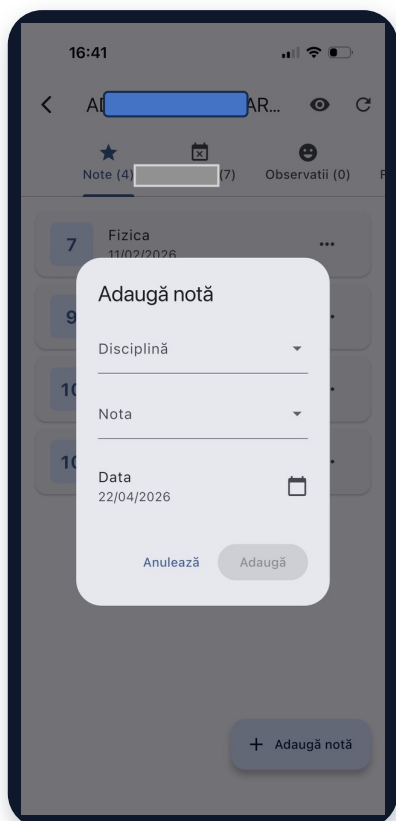 16:41
Note (4)
(7)
Observatii (0)
7
Fizica
11/02/2026
Adaugă notă
9
Disciplină
10
Nota
10
Data
22/04/2026
Anulează
Adaugă
+ Adaugă notă